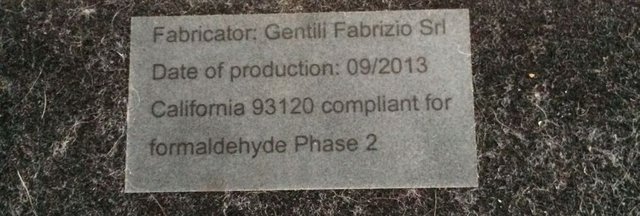 Fabricator: Gentili Fabrizio Srl
Date of production: 09/2013
California 93120 compliant for
formaldehyde Phase 2